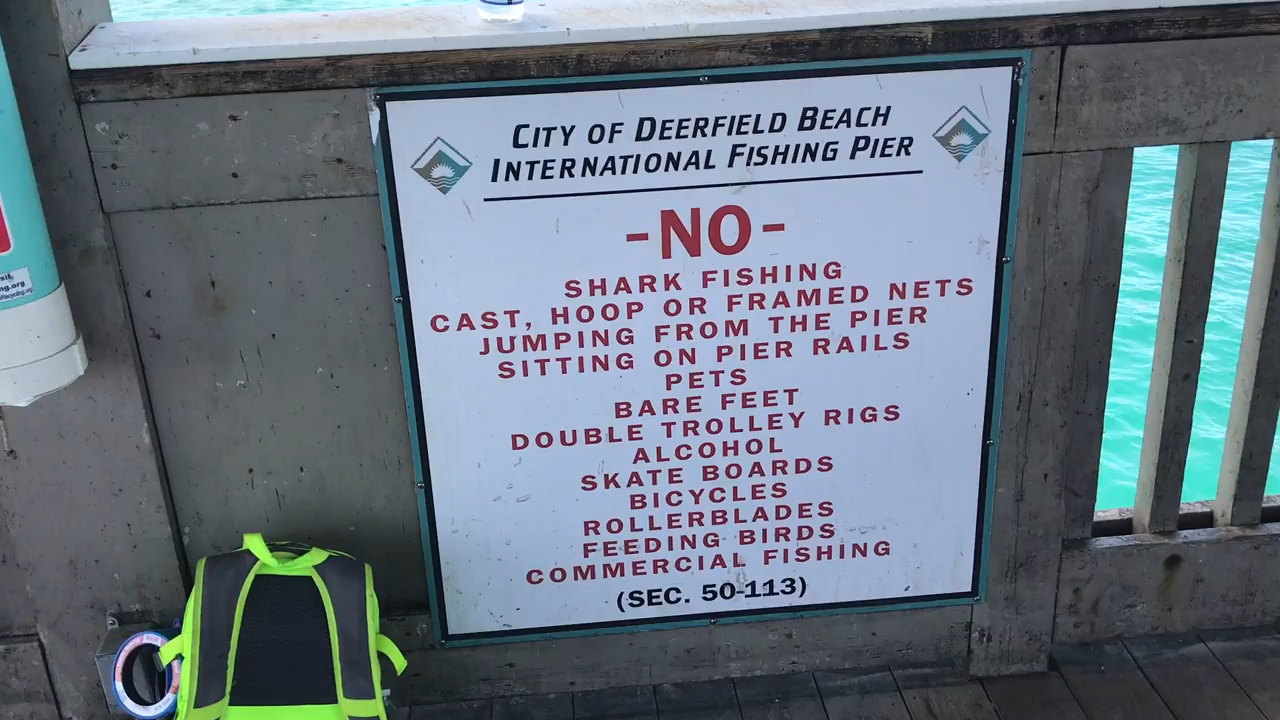 CITY OF DEERFIELD BEACH
INTERNATIONAL FISHING PIER
-NO-
SHARK FISHING
CAST, HOOP OR FRAMED NETS
JUMPING FROM THE PIER
SITTING ON PIER RAILS
PETS
BARE FEET
DOUBLE TROLLEY RIGS
ALCOHOL
SKATE BOARDS
BICYCLES
ROLLERBLADES
FEEDING BIRDS
COMMERCIAL FISHING
(SEC. 50-113)